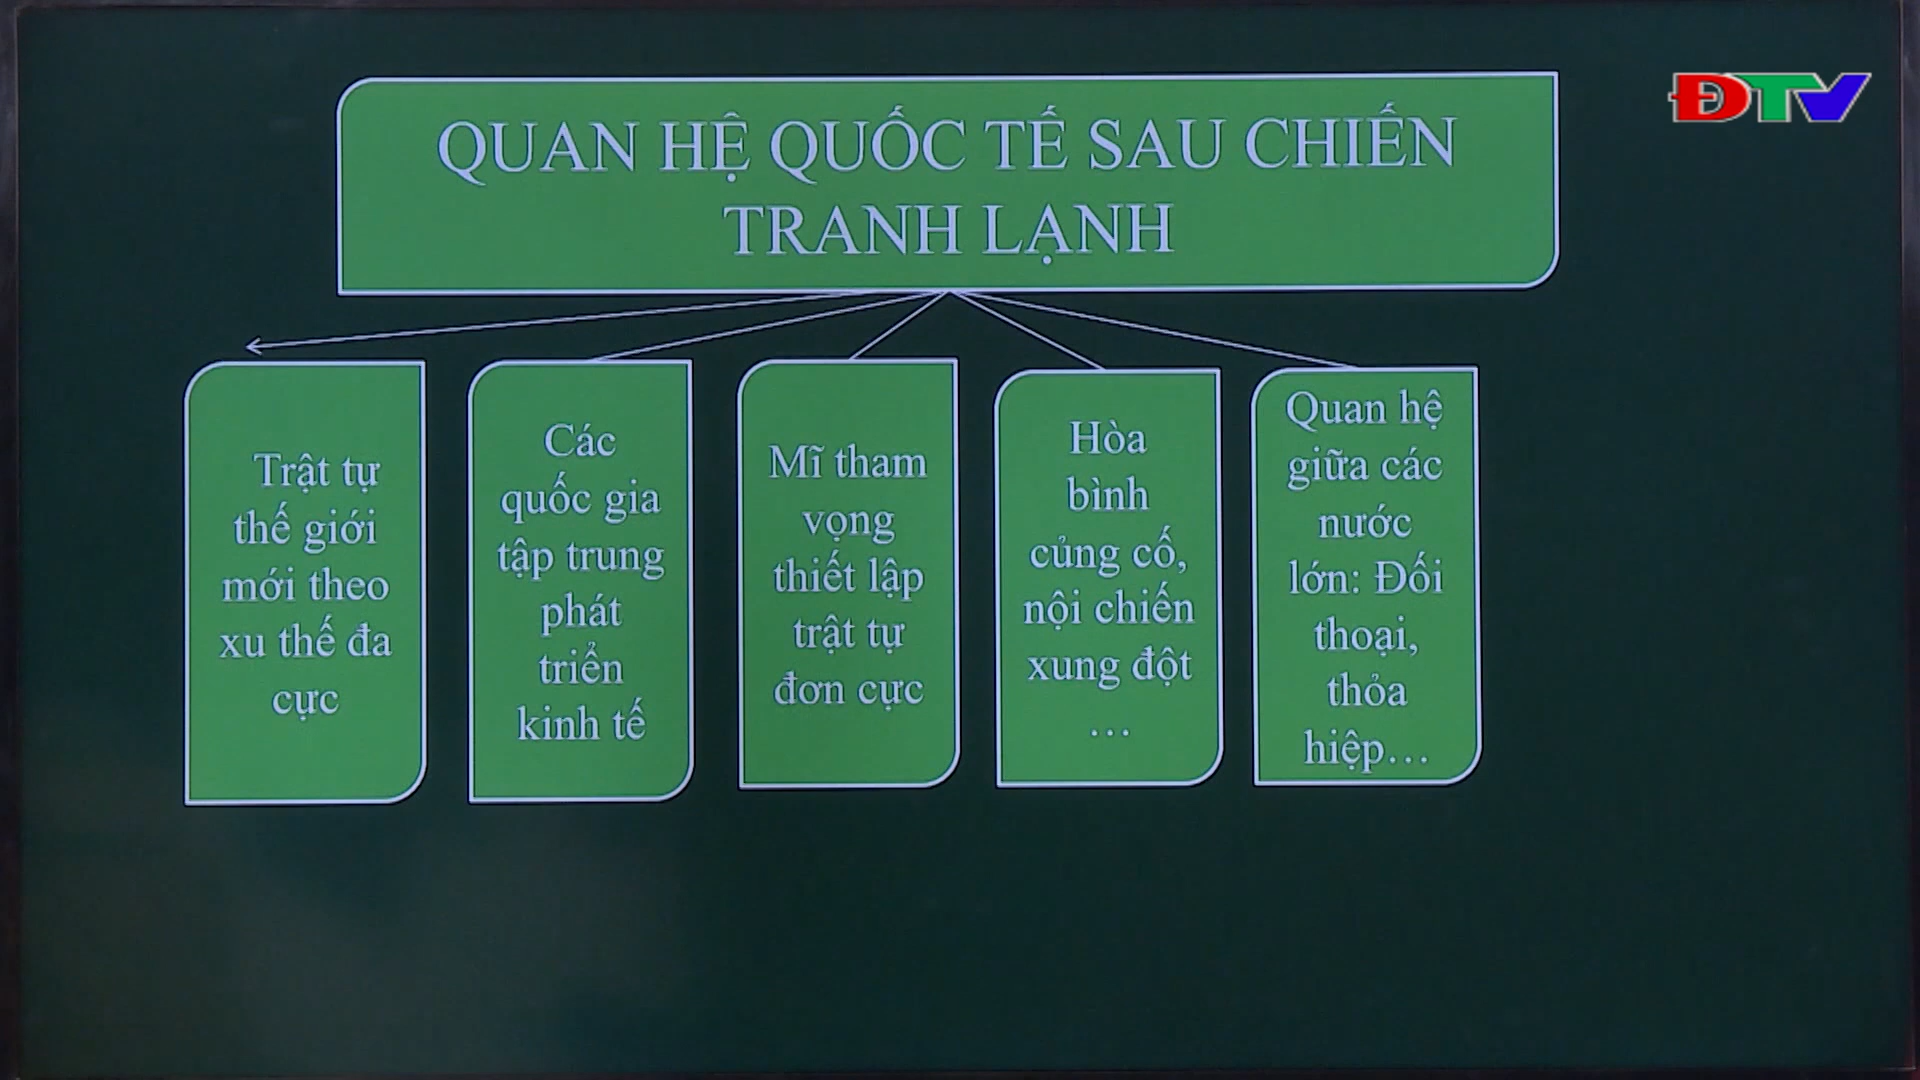 ĐTV
QUAN HỆ QUỐC TẾ SAU CHIẾN
TRANH LẠNH
Trật tự
thế giới
mới theo
xu thế đa
cực
Các
quốc gia
tập trung
phát
triển
kinh tế
Mĩ tham
vọng
thiết lập
trật tự
đơn cực
Hòa
bình
củng cố,
nội chiến
xung đột
…
Quan hệ
giữa các
nước
lớn: Đối
thoại,
thỏa
hiệp…